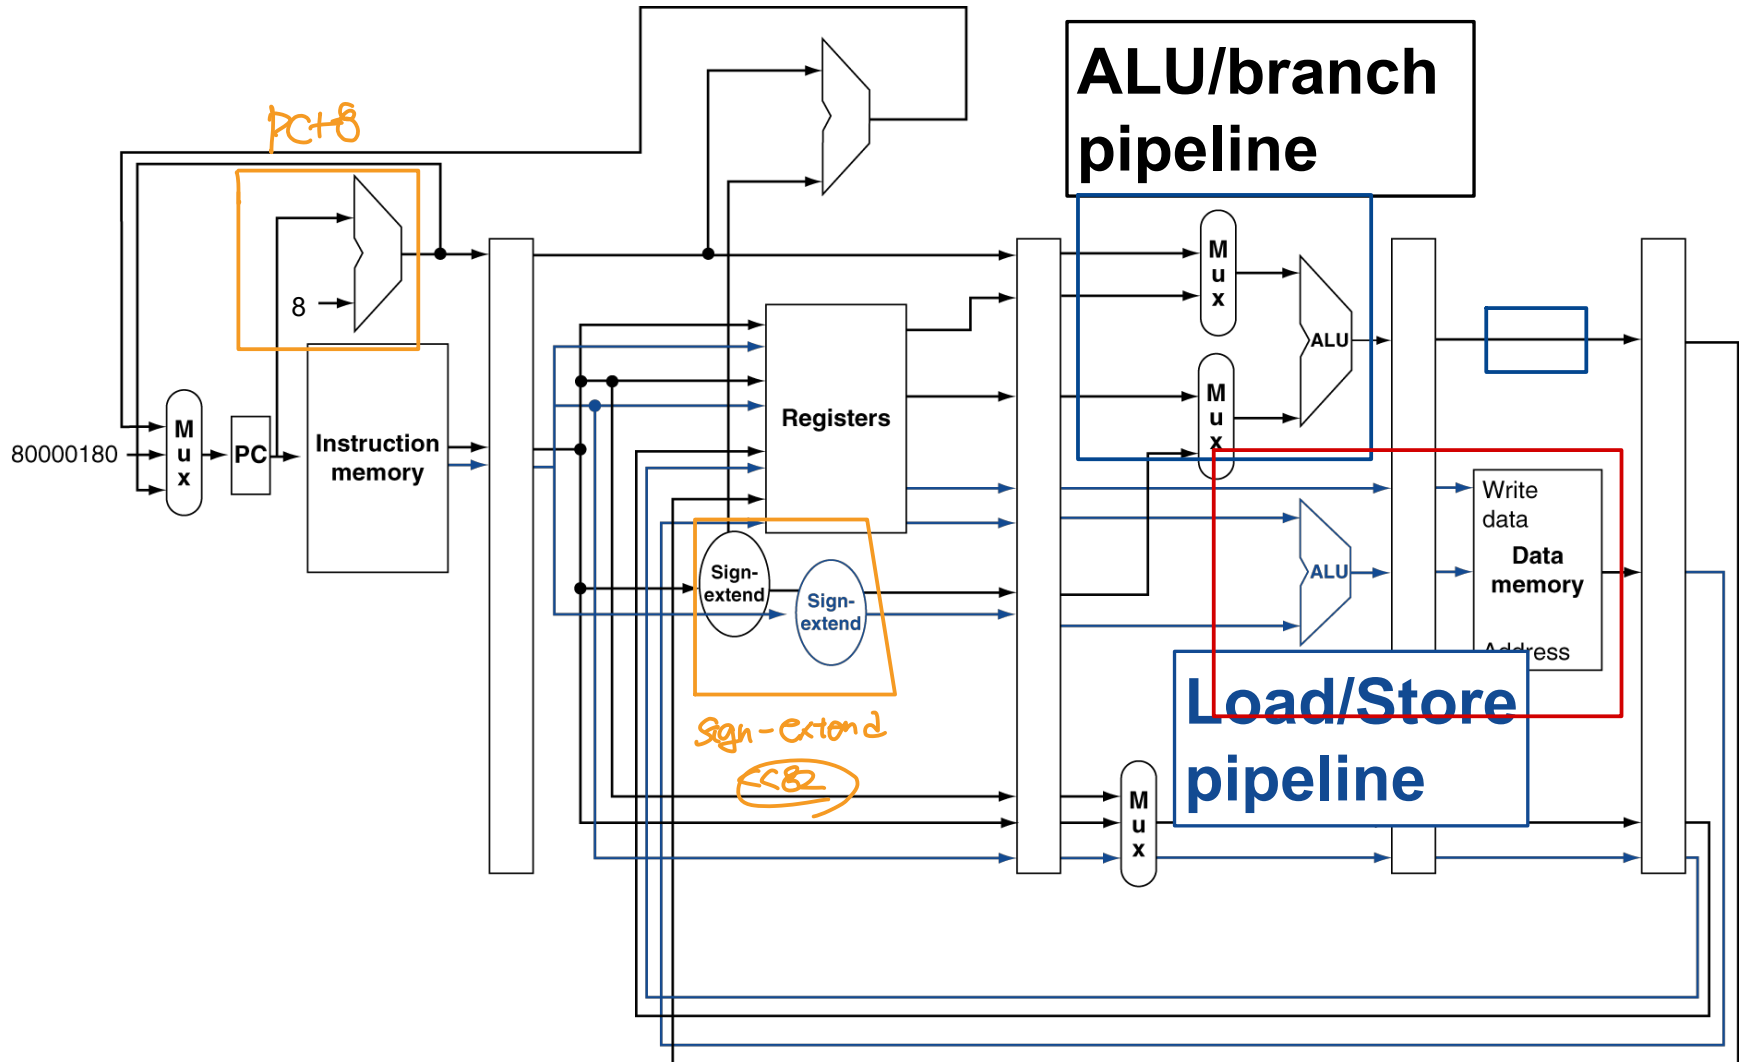 ALU/branch
pipeline
PC+8
8
80000180
M
u
x
PC
Instruction
memory
Registers
Sign-
extend
Sign-
extend
M
u
x
M
u
x
ALU
ALU
Write
data
Data
memory
Address
Load/Store
pipeline
sign-extend
M
u
x